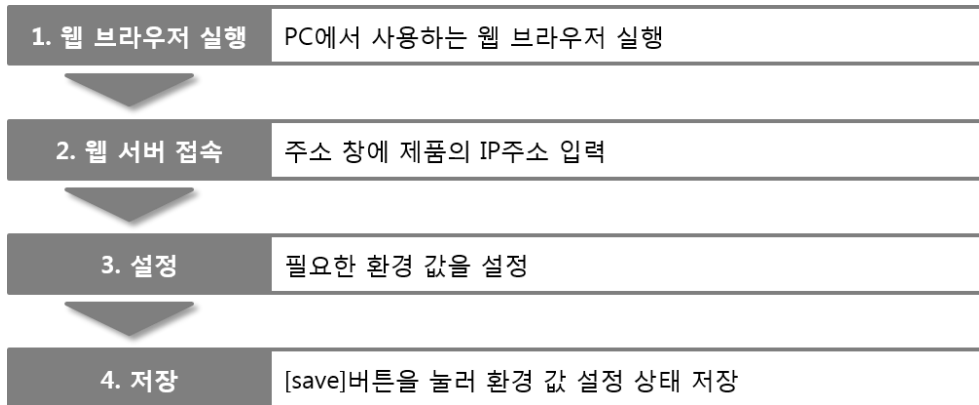 1. 웹 브라우저 실행 PC에서 사용하는 웹 브라우저 실행
2. 웹 서버 접속 주소 창에 제품의 IP주소 입력
3. 설정 필요한 환경 값을 설정
4. 저장 [save]버튼을 눌러 환경 값 설정 상태 저장